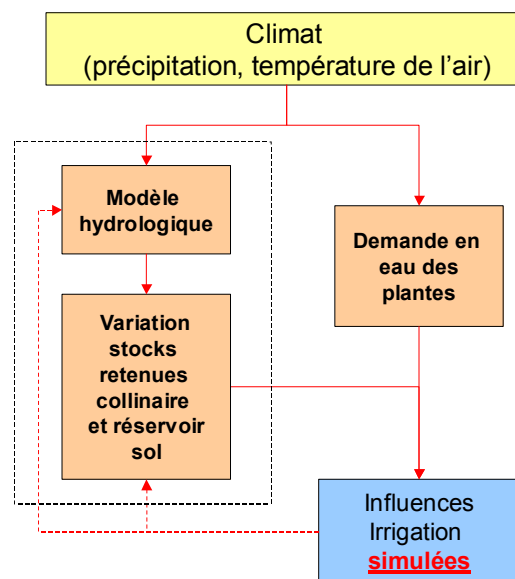 Climat
(précipitation, température de l’air)
Modèle
hydrologique
Demande en
eau des
plantes
Variation
stocks
retenues
collinaire
et réservoir
sol
Influences
Irrigation
simulées